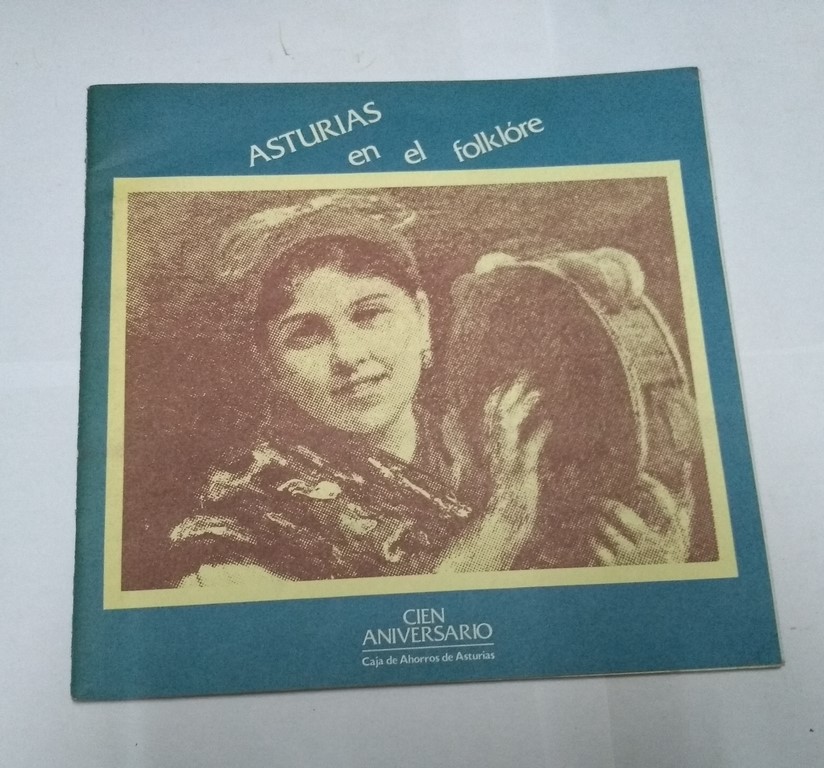 ASTURIAS
en el folklóre
CIEN
ANIVERSARIO
Caja de Ahorros de Asturias